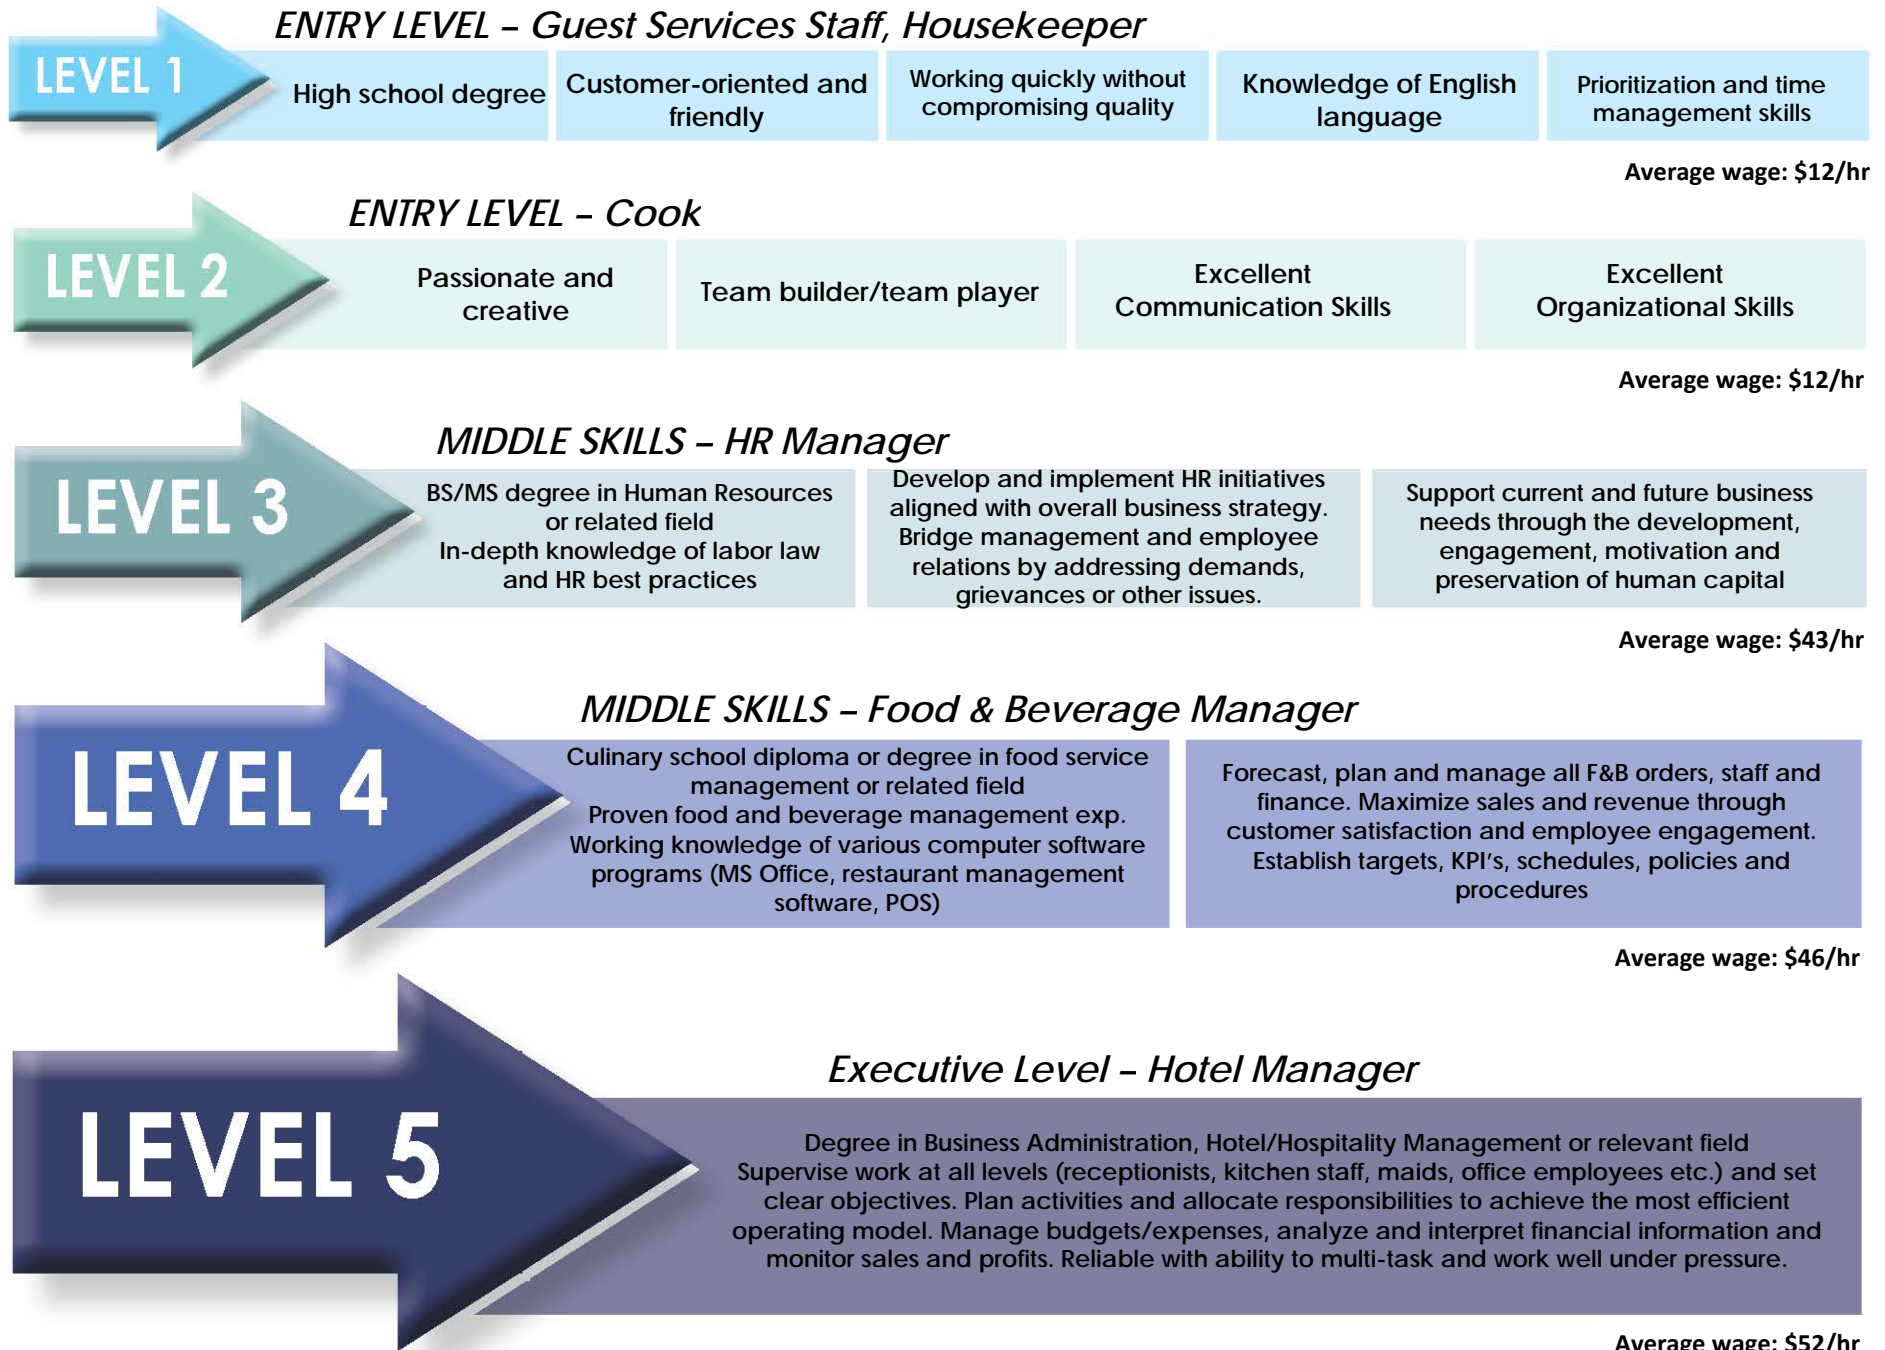 ENTRY LEVEL – Guest Services Staff, Housekeeper
LEVEL 1
High school degree
Customer-oriented and
friendly
Working quickly without
compromising quality
Knowledge of English
language
Prioritization and time
management skills
Average wage: $12/hr
ENTRY LEVEL – Cook
LEVEL 2
Passionate and
creative
Team builder/team player
Excellent
Communication Skills
Excellent
Organizational Skills
Average wage: $12/hr
MIDDLE SKILLS – HR Manager
LEVEL 3
BS/MS degree in Human Resources
or related field
In-depth knowledge of labor law
and HR best practices
Develop and implement HR initiatives
aligned with overall business strategy.
Bridge management and employee
relations by addressing demands,
grievances or other issues.
Support current and future business
needs through the development,
engagement, motivation and
preservation of human capital
Average wage: $43/hr
MIDDLE SKILLS – Food & Beverage Manager
LEVEL 4
Culinary school diploma or degree in food service
management or related field
Proven food and beverage management exp.
Working knowledge of various computer software
programs (MS Office, restaurant management
software, POS)
Forecast, plan and manage all F&B orders, staff and
finance. Maximize sales and revenue through
customer satisfaction and employee engagement.
Establish targets, KPI's, schedules, policies and
procedures
Average wage: $46/hr
Executive Level – Hotel Manager
LEVEL 5
Degree in Business Administration, Hotel/Hospitality Management or relevant field
Supervise work at all levels (receptionists, kitchen staff, maids, office employees etc.) and set
clear objectives. Plan activities and allocate responsibilities to achieve the most efficient
operating model. Manage budgets/expenses, analyze and interpret financial information and
monitor sales and profits. Reliable with ability to multi-task and work well under pressure.
Average wage: $52/hr